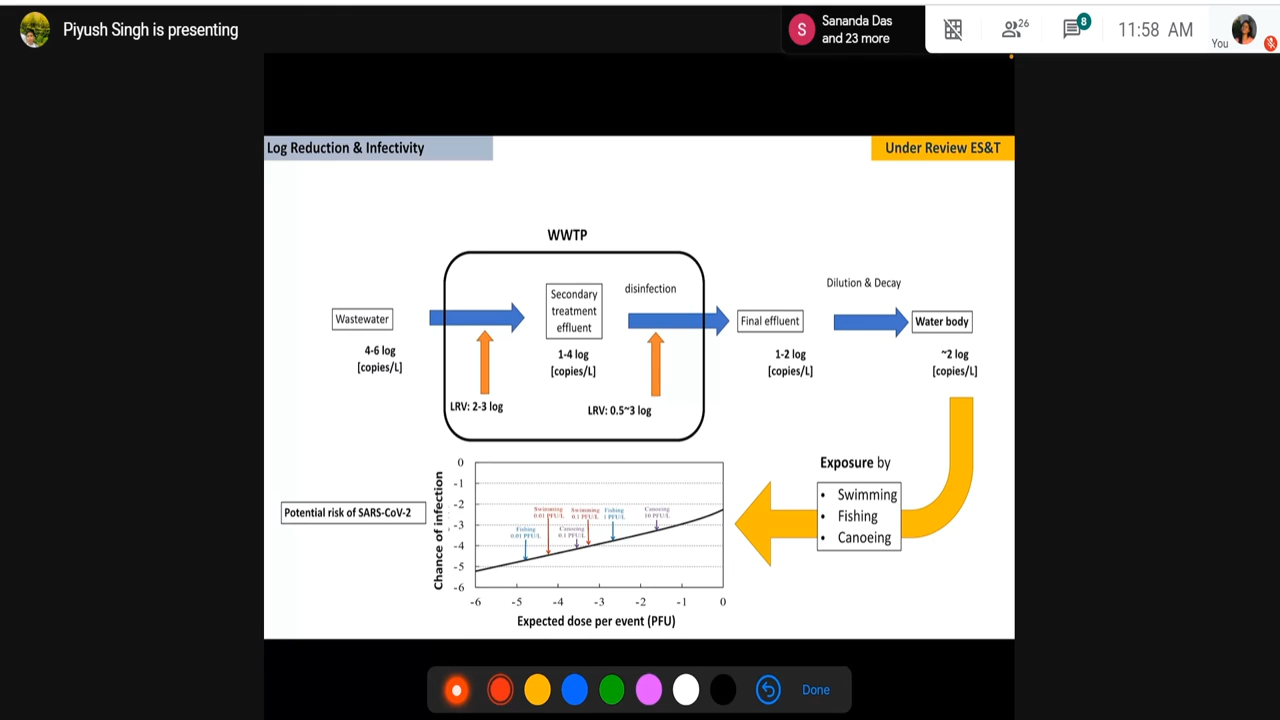 Piyush Singh is presenting
S
Sananda Das
and 23 more
26
8
11:58 AM
You
Log Reduction & Infectivity
Under Review ES&T
WWTP
Wastewater
4-6 log
[copies/L]
LRV: 2-3 log
Secondary
treatment
effluent
1-4 log
[copies/L]
disinfection
LRV: 0.5~3 log
Final effluent
1-2 log
[copies/L]
Dilution & Decay
Water body
~2 log
[copies/L]
Exposure by
• Swimming
• Fishing
• Canoeing
Potential risk of SARS-CoV-2
Chance of infection
0
-1
-2
-3
-4
-5
-6
Fishing
0.01 PFU/L
Swimming
0.01 PFU/L
Canoeing
0.1 PFU/L
Swimming
0.1 PFU/L
Fishing
1 PFU/L
Canoeing
10 PFU/L
-6 -5 -4 -3 -2 -1 0
Expected dose per event (PFU)
Done